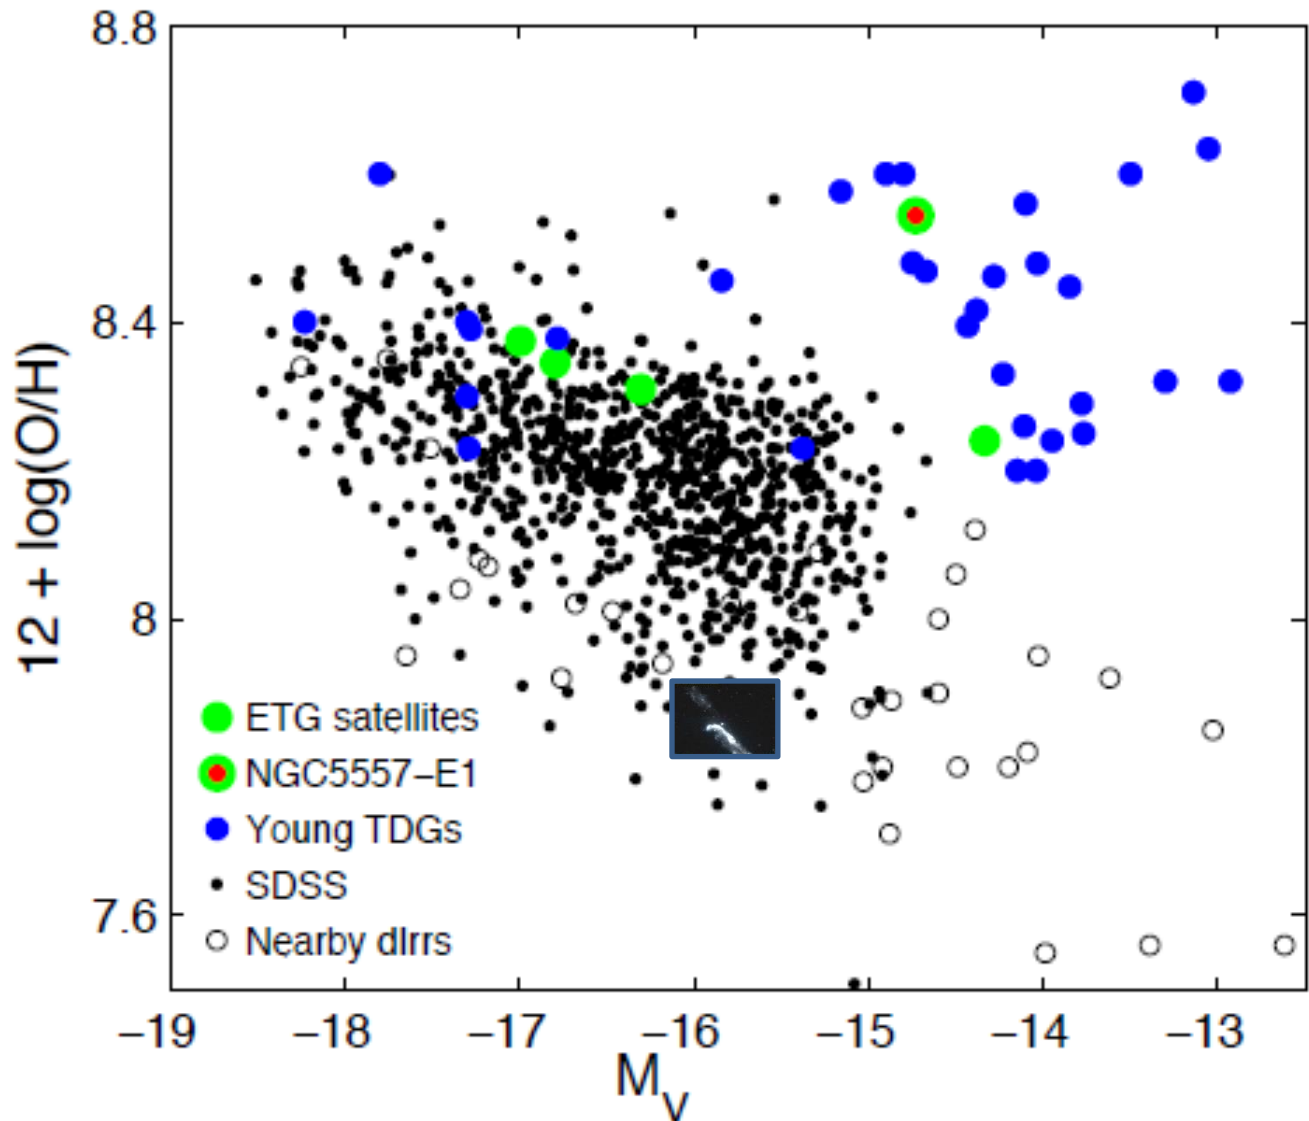 8.8
8.4
8
7.6
12 + log(O/H)
ETG satellites
NGC5557−E1
Young TDGs
SDSS
Nearby dIrrs
−19 −18 −17 −16 −15 −14 −13
M_V